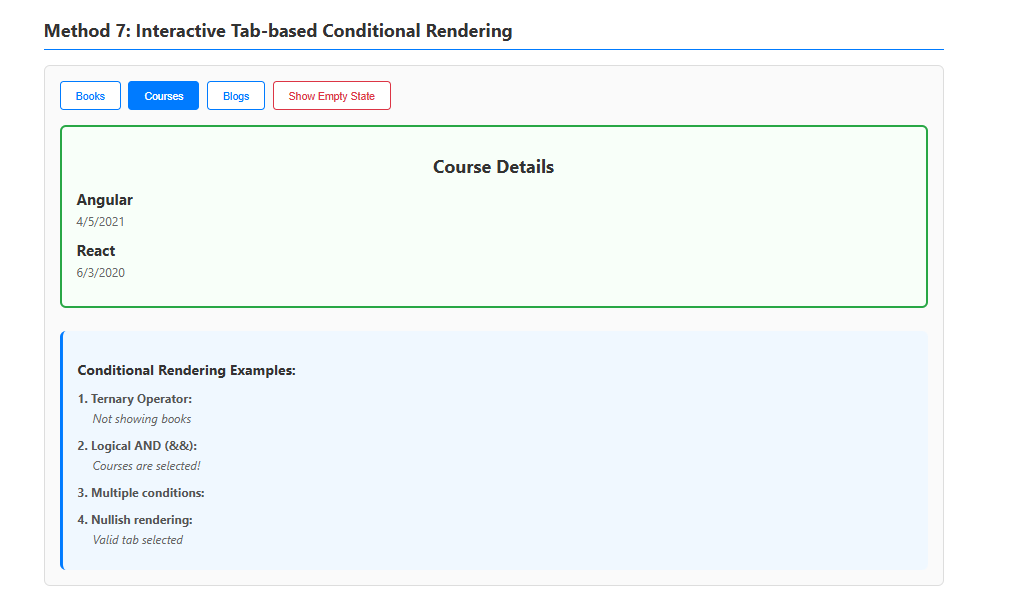 Method 7: Interactive Tab-based Conditional Rendering
Books Courses Blogs Show Empty State
Course Details
Angular
4/5/2021
React
6/3/2020
Conditional Rendering Examples:
1. Ternary Operator:
Not showing books
2. Logical AND (&&):
Courses are selected!
3. Multiple conditions:
4. Nullish rendering:
Valid tab selected